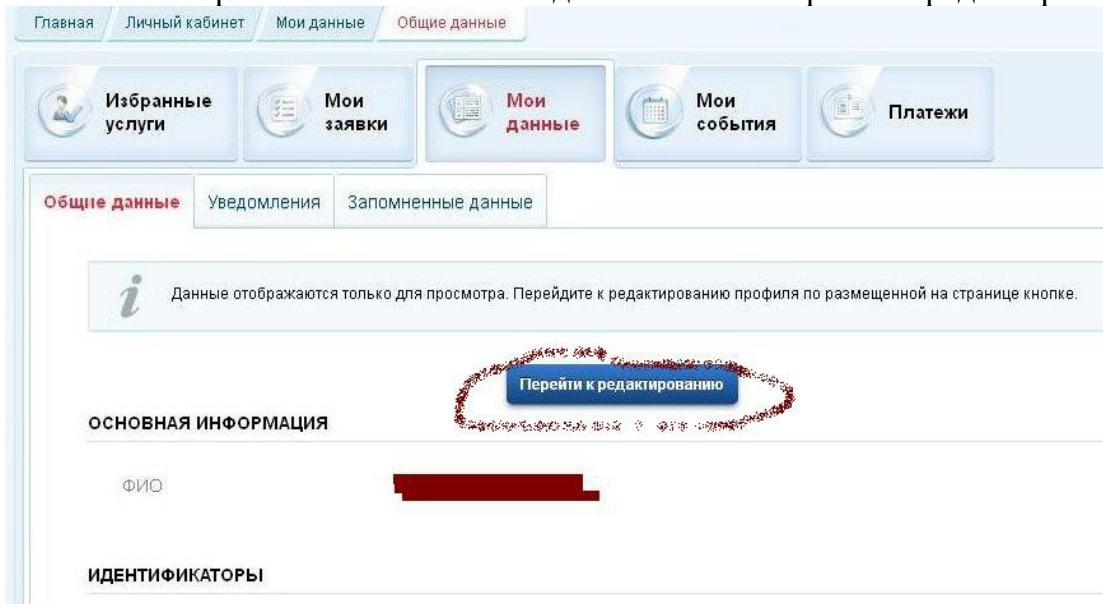 Главная Личный кабинет Мои данные Общие данные
Избранные услуги
Мои заявки
Мои данные
Мои события
Платежи
Общие данные Уведомления Запомненные данные
Данные отображаются только для просмотра. Перейдите к редактированию профиля по размещенной на странице кнопке.
Перейти к редактированию
ОСНОВНАЯ ИНФОРМАЦИЯ
ФИО
ИДЕНТИФИКАТОРЫ